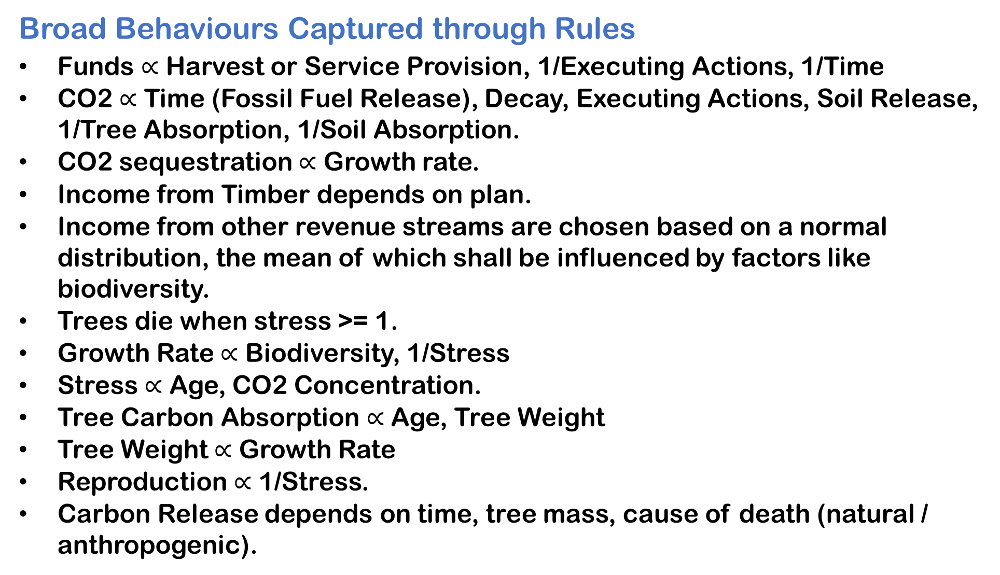 Broad Behaviours Captured through Rules
• Funds ∝ Harvest or Service Provision, 1/Executing Actions, 1/Time
• CO2 ∝ Time (Fossil Fuel Release), Decay, Executing Actions, Soil Release,
1/Tree Absorption, 1/Soil Absorption.
• CO2 sequestration ∝ Growth rate.
• Income from Timber depends on plan.
• Income from other revenue streams are chosen based on a normal
distribution, the mean of which shall be influenced by factors like
biodiversity.
• Trees die when stress >= 1.
• Growth Rate ∝ Biodiversity, 1/Stress
• Stress ∝ Age, CO2 Concentration.
• Tree Carbon Absorption ∝ Age, Tree Weight
• Tree Weight ∝ Growth Rate
• Reproduction ∝ 1/Stress.
• Carbon Release depends on time, tree mass, cause of death (natural /
anthropogenic).